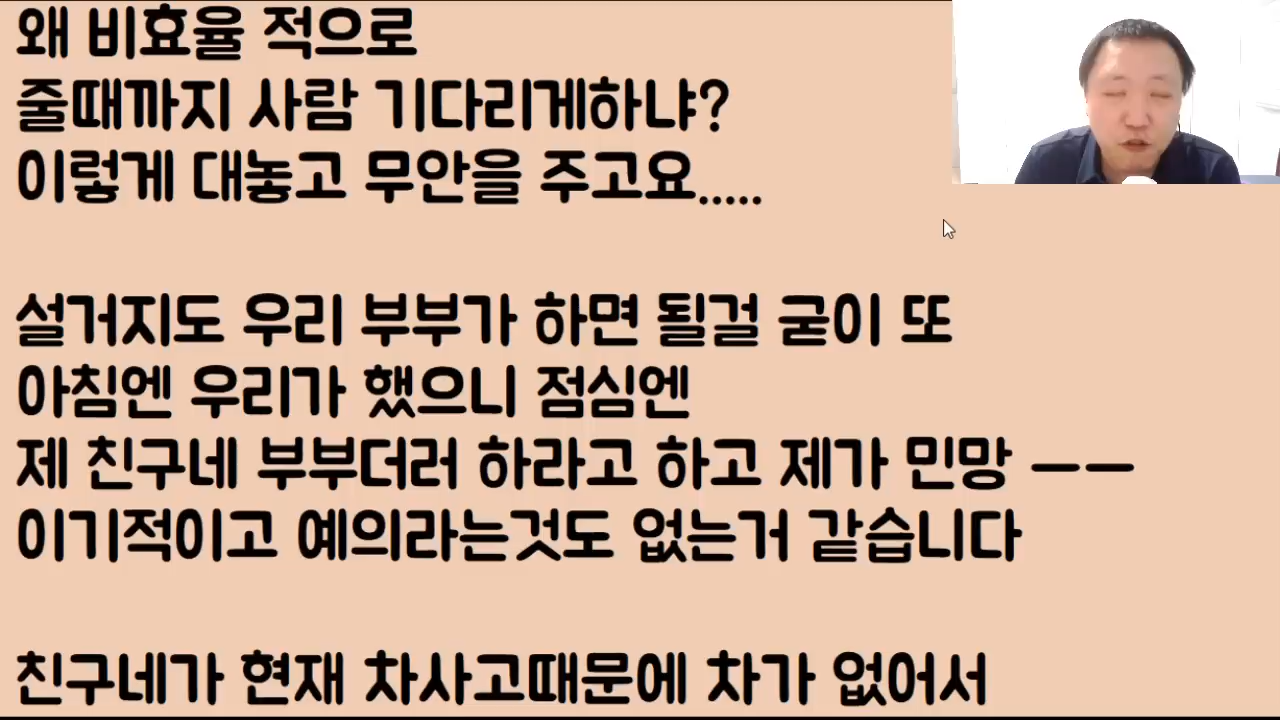 왜 비효율 적으로
줄때까지 사람 기다리게하냐?
이렇게 대놓고 무안을 주고요.....
설거지도 우리 부부가 하면 될걸 굳이 또
아침엔 우리가 했으니 점심엔
제 친구네 부부더러 하라고 하고 제가 민망 ㅡㅡ
이기적이고 예의라는것도 없는거 같습니다
친구네가 현재 차사고때문에 차가 없어서